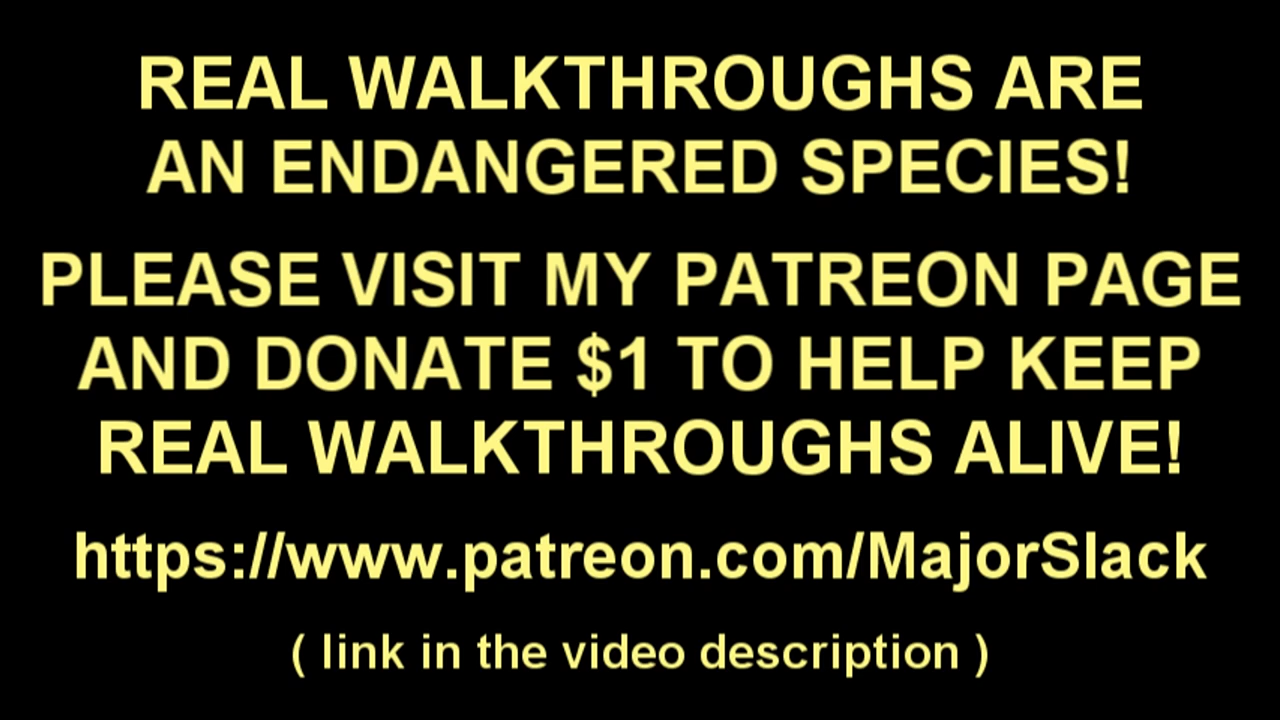 REAL WALKTHROUGHS ARE
AN ENDANGERED SPECIES!
PLEASE VISIT MY PATREON PAGE
AND DONATE $1 TO HELP KEEP
REAL WALKTHROUGHS ALIVE!
https://www.patreon.com/MajorSlack
( link in the video description )